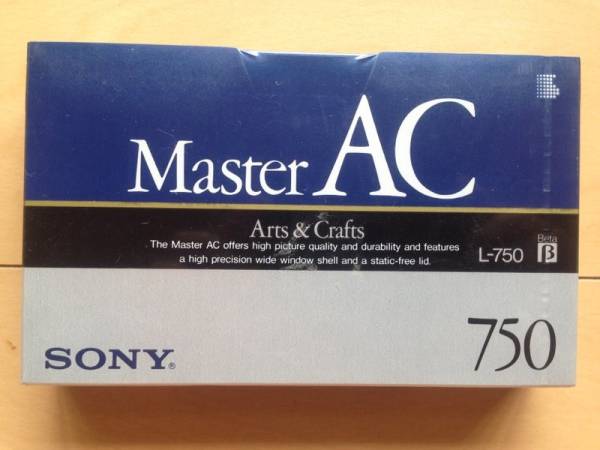 Master AC
Arts & Crafts
The Master AC offers high picture quality and durability and features
a high precision wide window shell and a static-free lid.
L-750
Beta
β
SONY®
750